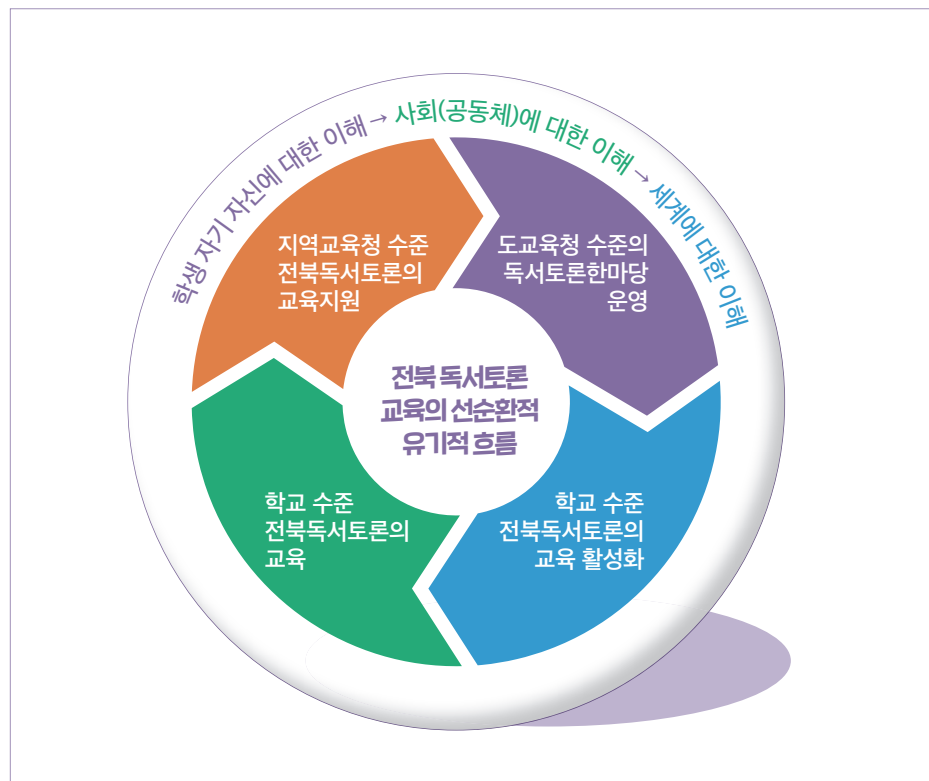 학생 자기 자신에 대한 이해 → 사회(공동체)에 대한 이해 → 세계에 대한 이해
지역교육청 수준
전북독서토론의
교육지원
도교육청 수준의
독서토론한마당
운영
전북 독서토론
교육의 선순환적
유기적 흐름
학교 수준
전북독서토론의
교육
학교 수준
전북독서토론의
교육 활성화